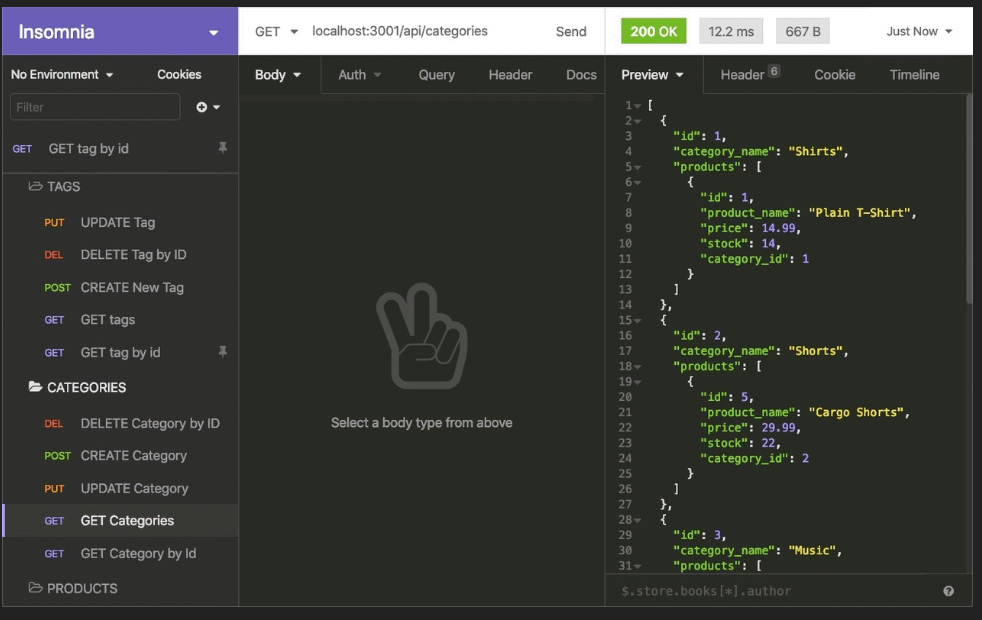 Insomnia
GET localhost:3001/api/categories Send
200 OK 12.2 ms 667 B Just Now
No Environment Cookies
Body Auth Query Header Docs
Preview Header 6 Cookie Timeline
Filter
GET GET tag by id
TAGS
PUT UPDATE Tag
DEL DELETE Tag by ID
POST CREATE New Tag
GET GET tags
GET GET tag by id
CATEGORIES
DEL DELETE Category by ID
POST CREATE Category
PUT UPDATE Category
GET GET Categories
GET GET Category by Id
PRODUCTS
Select a body type from above
1 [
2 {
3 "id": 1,
4 "category_name": "Shirts",
5 "products": [
6 {
7 "id": 1,
8 "product_name": "Plain T-Shirt",
9 "price": 14.99,
10 "stock": 14,
11 "category_id": 1
12 }
13 ]
14 },
15 {
16 "id": 2,
17 "category_name": "Shorts",
18 "products": [
19 {
20 "id": 5,
21 "product_name": "Cargo Shorts",
22 "price": 29.99,
23 "stock": 22,
24 "category_id": 2
25 }
26 ]
27 },
28 {
29 "id": 3,
30 "category_name": "Music",
31 "products": [
$.store.books[*].author